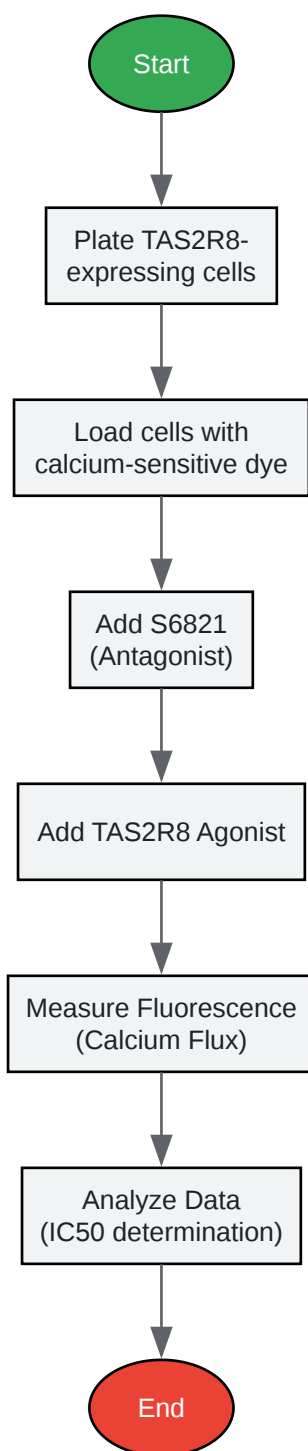 Start
Plate TAS2R8-
expressing cells
Load cells with
calcium-sensitive dye
Add S6821
(Antagonist)
Add TAS2R8 Agonist
Measure Fluorescence
(Calcium Flux)
Analyze Data
(IC50 determination)
End